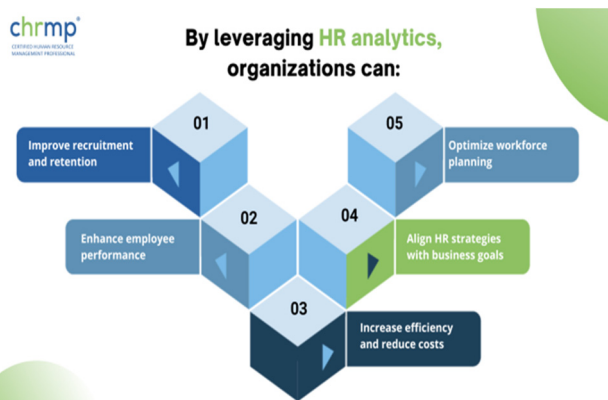 chrmp®
CERTIFIED HUMAN RESOURCE
MANAGEMENT PROFESSIONAL
By leveraging HR analytics,
organizations can:
01
Improve recruitment
and retention
02
Enhance employee
performance
03
Increase efficiency
and reduce costs
04
Align HR strategies
with business goals
05
Optimize workforce
planning